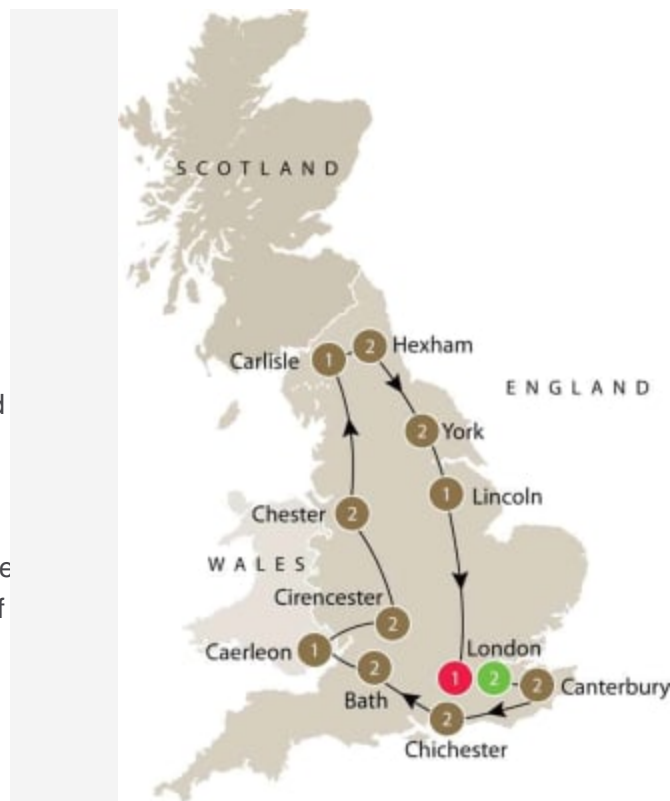 SCOTLAND
2 Hexham
Carlisle 1
ENGLAND
d
2 York
1 Lincoln
Chester 2
e
WALES
f
Cirencester
2
London
Caerleon 1
2
1 2 2 Canterbury
Bath
2
Chichester